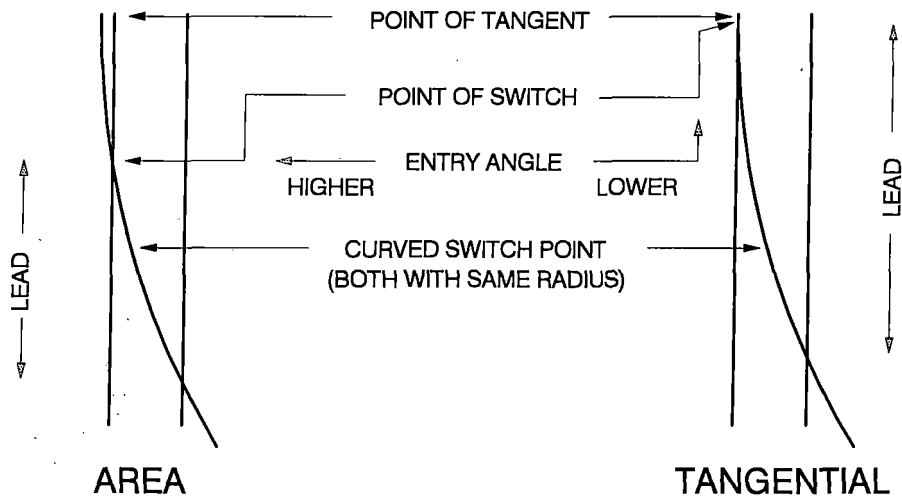 POINT OF TANGENT
POINT OF SWITCH
ENTRY ANGLE
HIGHER
LOWER
LEAD
LEAD
CURVED SWITCH POINT
(BOTH WITH SAME RADIUS)
AREA
TANGENTIAL